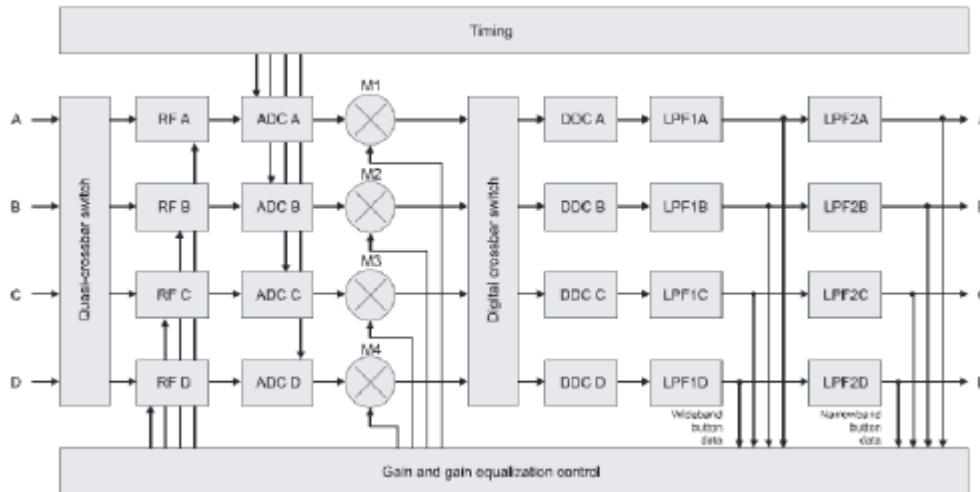 Timing
M1
A RF A ADC A DDC A LPF1A LPF2A
M2
B RF B ADC B DDC B LPF1B LPF2B
Quasi-crossbar switch
Digital crossbar switch
M3
C RF C ADC C DDC C LPF1C LPF2C
M4
D RF D ADC D DDC D LPF1D LPF2D
Wideband
button
data
Narrowband
button
data
Gain and gain equalization control